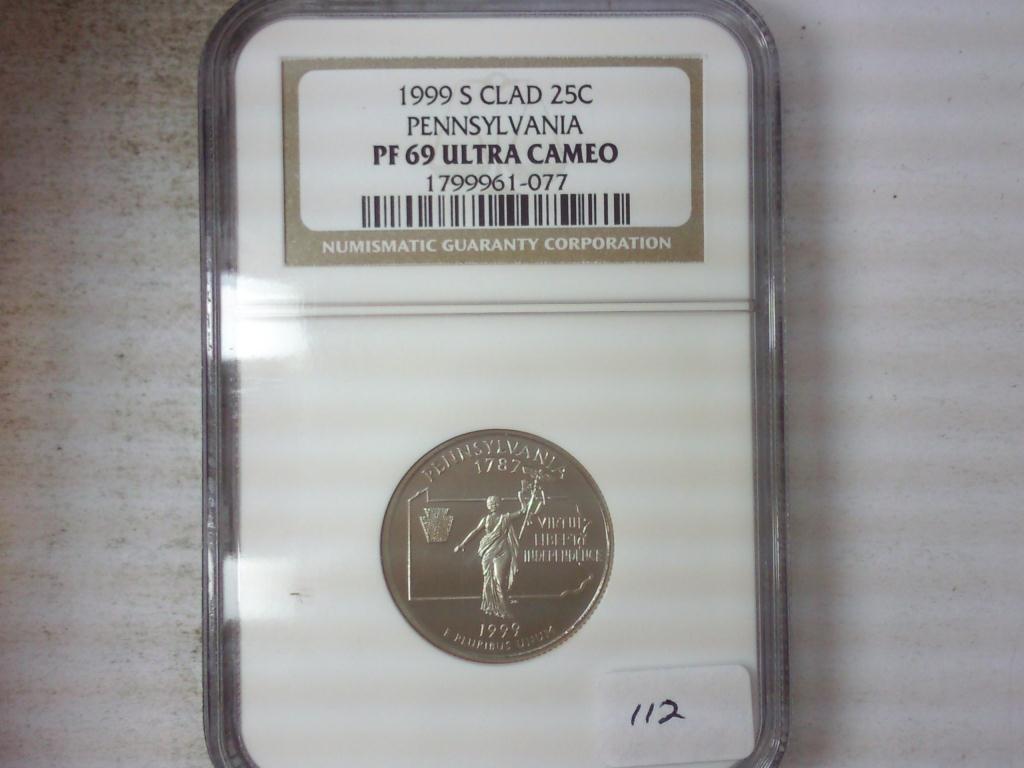 1999 S CLAD 25C
PENNSYLVANIA
PF 69 ULTRA CAMEO
1799961-077
NUMISMATIC GUARANTY CORPORATION
PENNSYLVANIA
1787
VIRTUE
LIBERTY
INDEPENDENCE
1999
E PLURIBUS UNUM
112